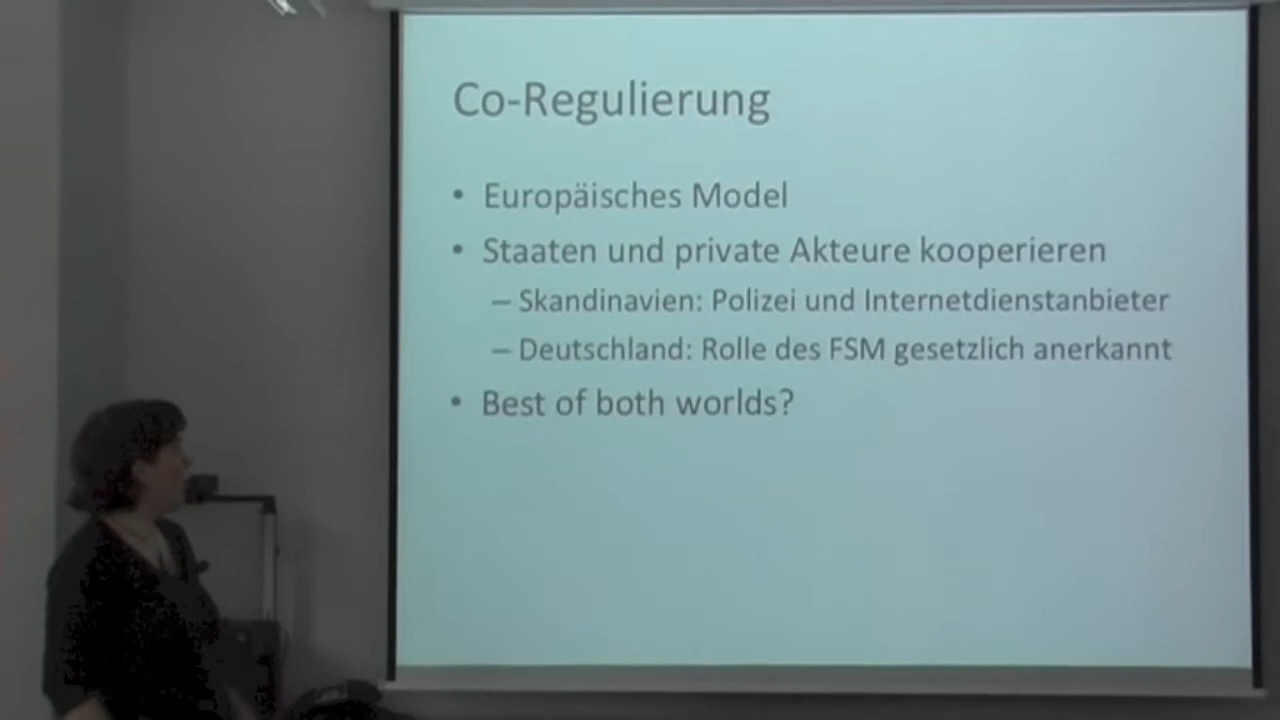 Co-Regulierung
• Europäisches Model
• Staaten und private Akteure kooperieren
– Skandinavien: Polizei und Internetdienstanbieter
– Deutschland: Rolle des FSM gesetzlich anerkannt
• Best of both worlds?